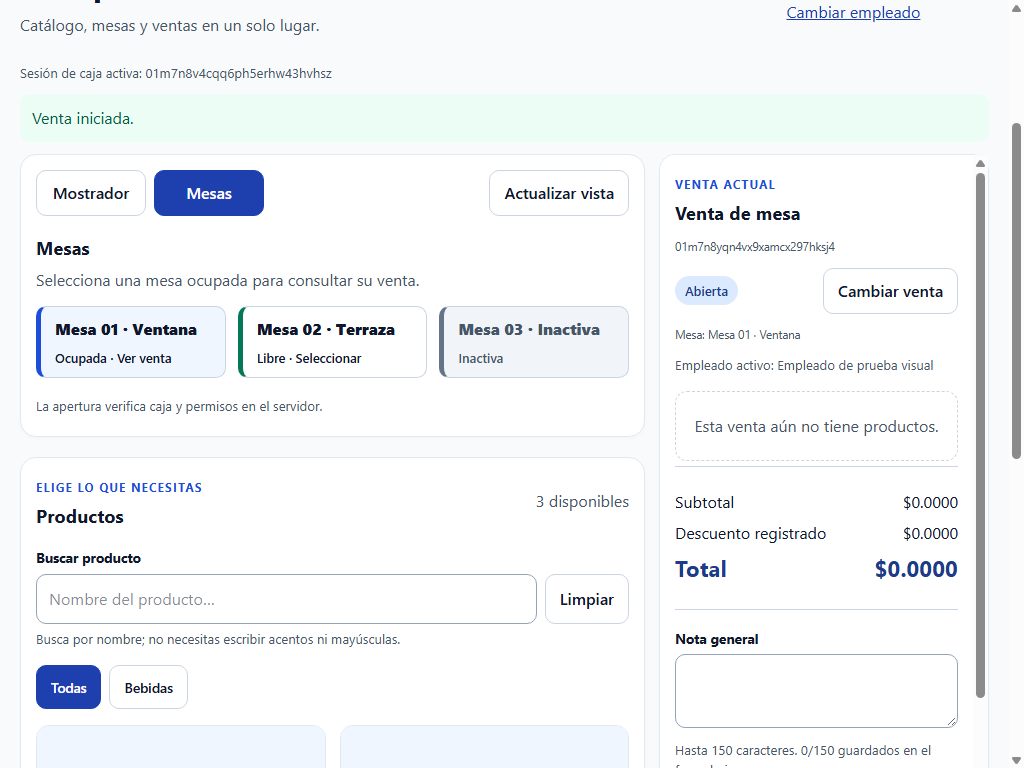 Catálogo, mesas y ventas en un solo lugar.
Cambiar empleado
Sesión de caja activa: 01m7n8v4cqq6ph5erhw43hvhsz
Venta iniciada.
Mostrador
Mesas
Actualizar vista
Mesas
Selecciona una mesa ocupada para consultar su venta.
Mesa 01 · Ventana
Ocupada · Ver venta
Mesa 02 · Terraza
Libre · Seleccionar
Mesa 03 · Inactiva
Inactiva
La apertura verifica caja y permisos en el servidor.
ELIGE LO QUE NECESITAS
Productos
3 disponibles
Buscar producto
Nombre del producto...
Limpiar
Busca por nombre; no necesitas escribir acentos ni mayúsculas.
Todas
Bebidas
VENTA ACTUAL
Venta de mesa
01m7n8yqn4vx9xamcx297hksj4
Abierta
Cambiar venta
Mesa: Mesa 01 · Ventana
Empleado activo: Empleado de prueba visual
Esta venta aún no tiene productos.
Subtotal $0.0000
Descuento registrado $0.0000
Total $0.0000
Nota general
Hasta 150 caracteres. 0/150 guardados en el